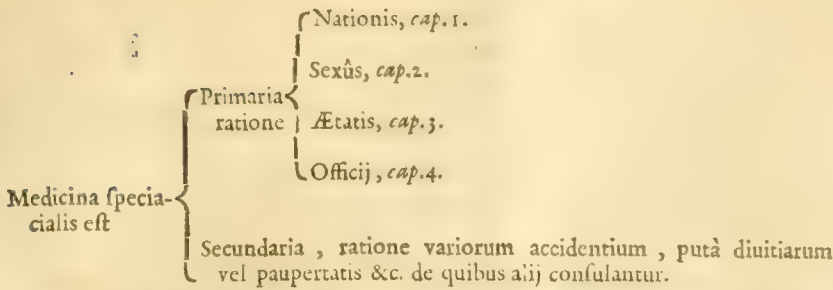 Nationis, cap. 1.
Sexûs, cap. 2.
Primaria
ratione
Ætatis, cap. 3.
Officij, cap. 4.
Medicina ſpecia-
cialis eſt
Secundaria, ratione variorum accidentium, putà diuitiarum
vel paupertatis &c. de quibus alij conſulantur.